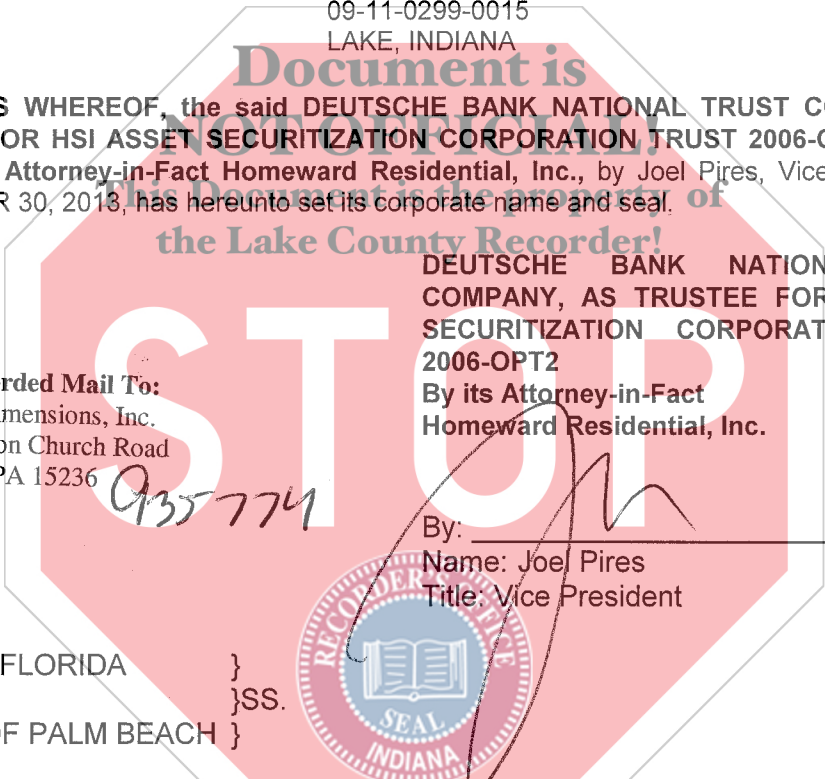 09-11-0299-0015
LAKE, INDIANA
Document is
S WHEREOF, the said DEUTSCHE BANK NATIONAL TRUST CO
NOT OFFICIAL!
OR HSI ASSET SECURITIZATION CORPORATION TRUST 2006-O
Attorney-in-Fact Homeward Residential, Inc., by Joel Pires, Vice
This Document is the property of
R 30, 2013, has hereunto set its corporate name and seal.
the Lake County Recorder!
DEUTSCHE BANK NATION
COMPANY, AS TRUSTEE FOR
SECURITIZATION CORPORAT
2006-OPT2
By its Attorney-in-Fact
Homeward Residential, Inc.
STOP
rded Mail To:
mensions, Inc.
on Church Road
PA 15236
935774
By:
Name: Joel Pires
Title: Vice President
RECORDER'S OFFICE
SEAL
INDIANA
FLORIDA }
}SS.
OF PALM BEACH }